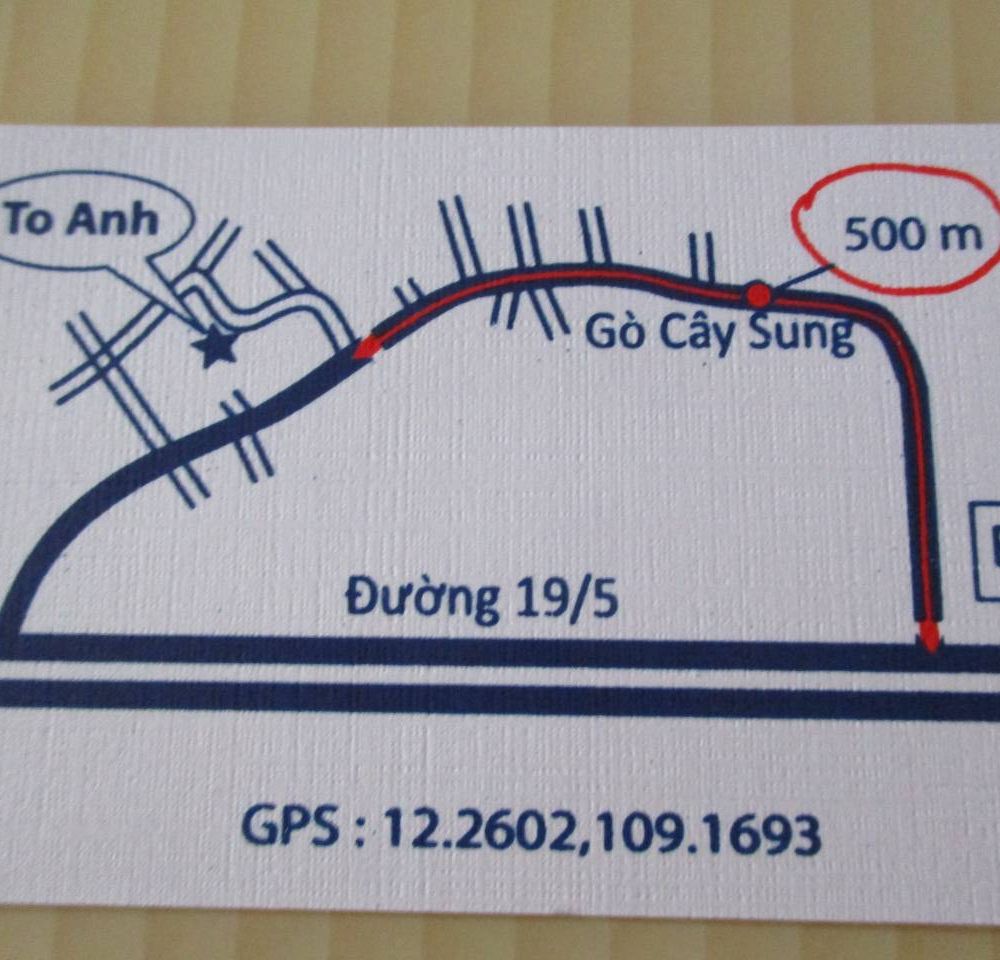 To Anh
500 m
Gò Cây Sung
Đường 19/5
GPS : 12.2602,109.1693